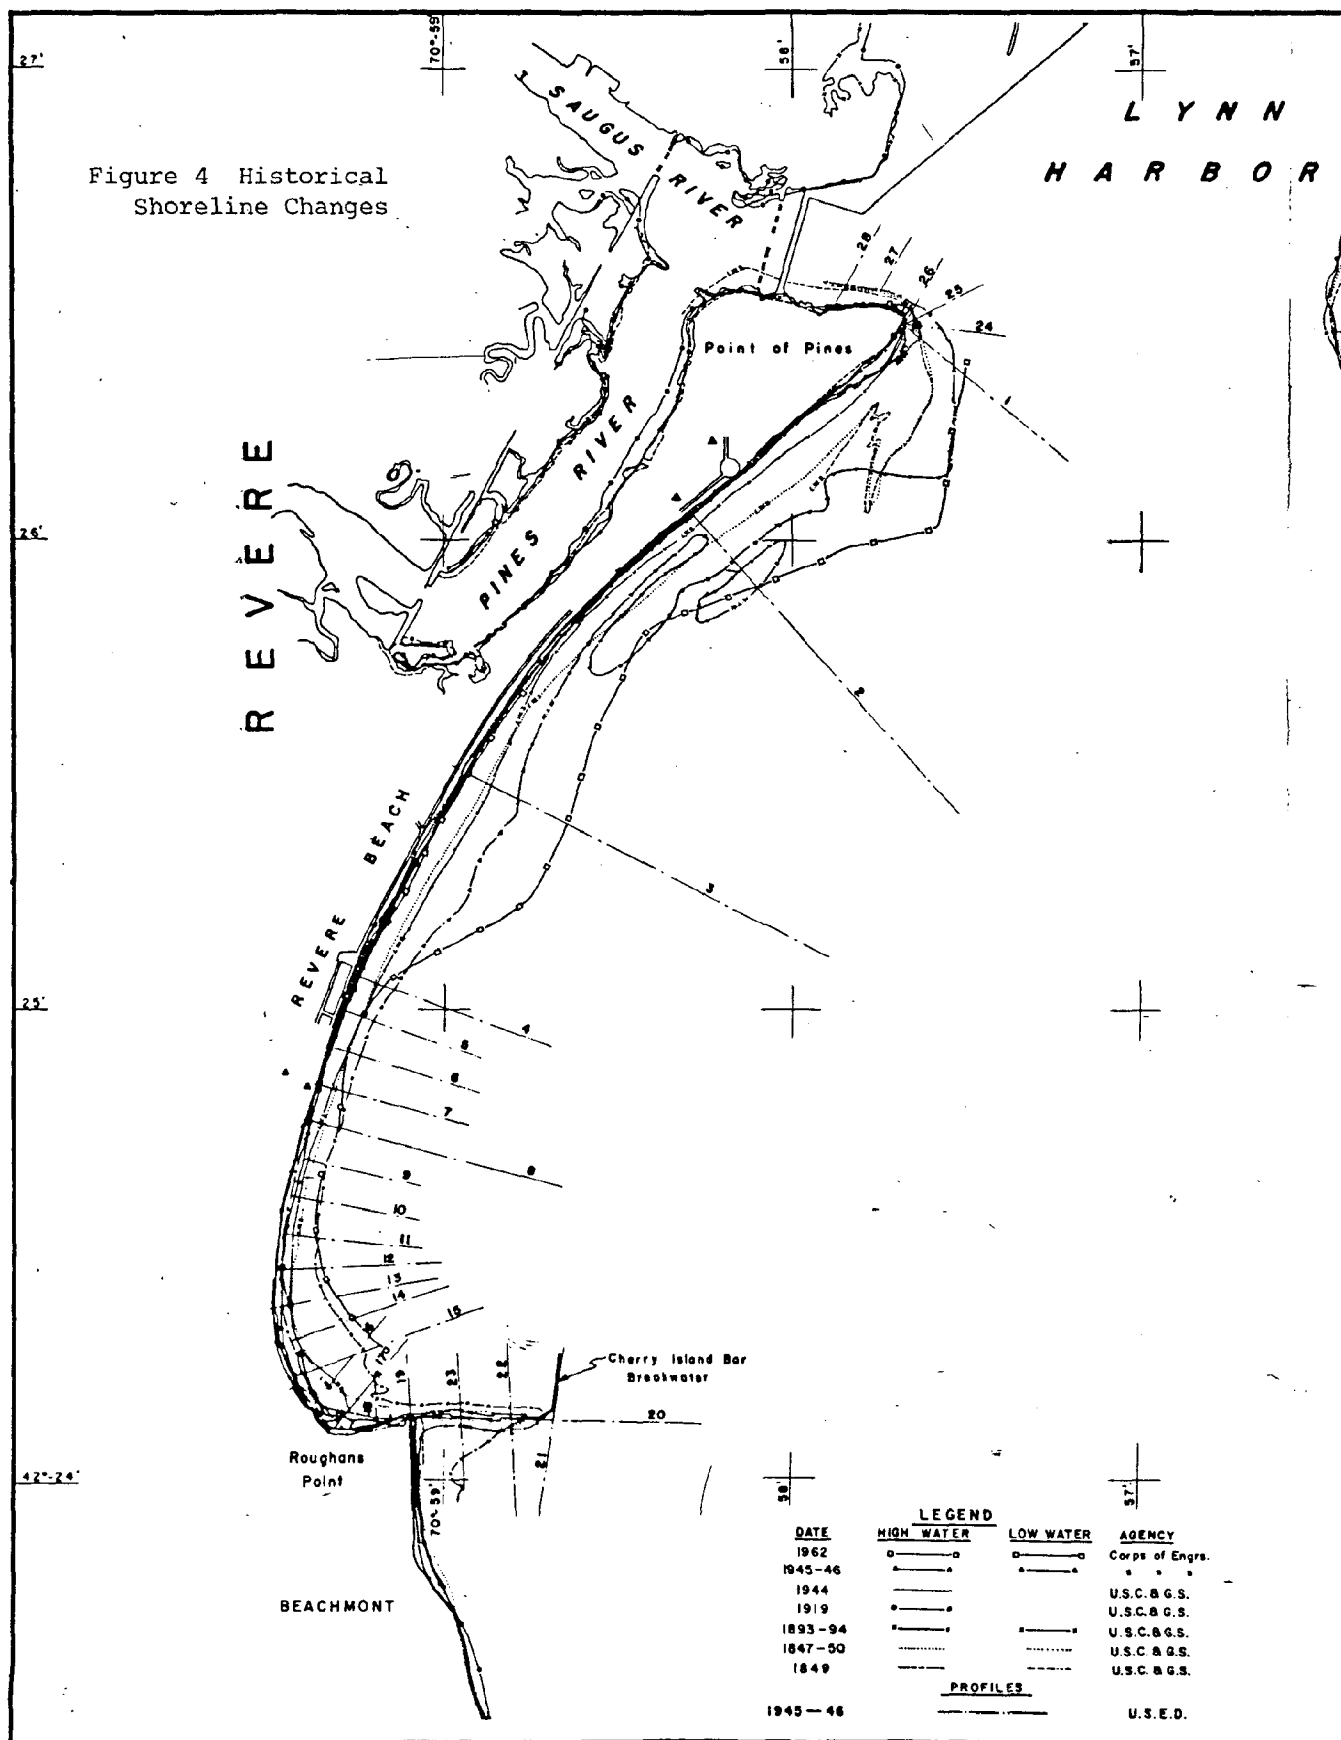 70°-59'
58'
57'
27'
LYNN
HARBOR
SAUGUS
RIVER
Figure 4 Historical
Shoreline Changes
28
27
26
25
24
Point of Pines
1
REVERE
PINES
RIVER
26'
2
BEACH
3
REVERE
25'
4
5
6
7
8
9
10
11
12
13
14
15
17
18
19
23
22
Cherry Island Bar
Breakwater
20
21
Roughans
Point
42°-24'
70°-59'
58'
57'
BEACHMONT
LEGEND
DATE HIGH WATER LOW WATER AGENCY
1962 Corps of Engrs.
1945-46 " " "
1944 U.S.C.& G.S.
1919 U.S.C.& G.S.
1893-94 U.S.C.& G.S.
1847-50 U.S.C. & G.S.
1849 U.S.C. & G.S.
PROFILES
1945-46 U.S.E.D.